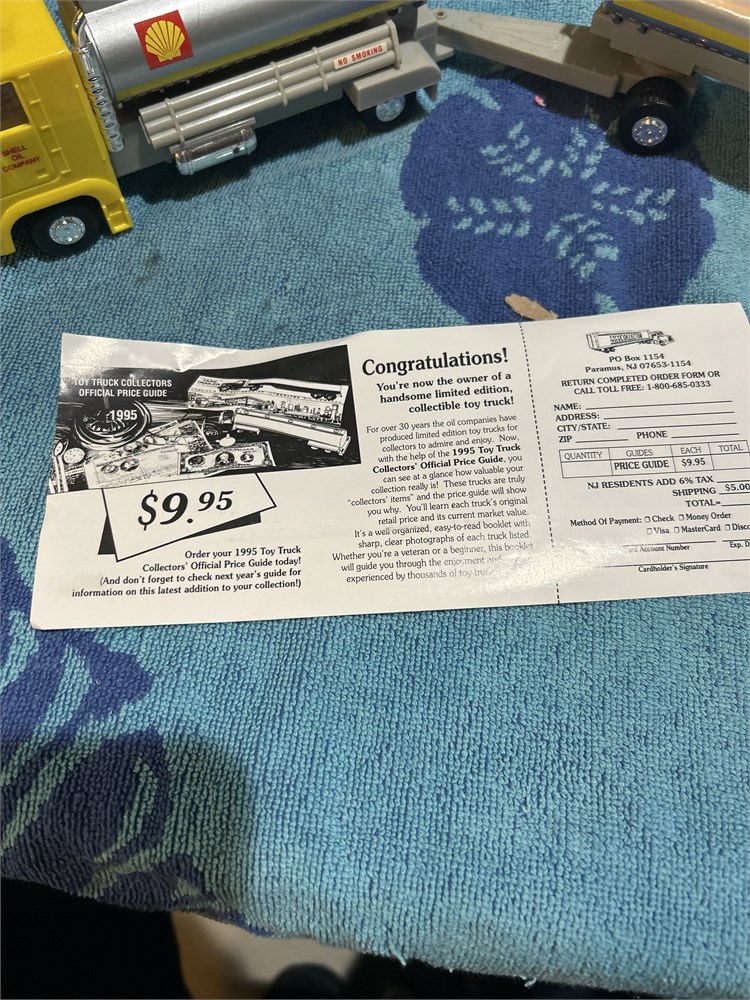 NO SMOKING
SHELL
OIL
COMPANY
TOY TRUCK COLLECTORS
OFFICIAL PRICE GUIDE
1995
$9.95
Order your 1995 Toy Truck
Collectors' Official Price Guide today!
(And don't forget to check next year's guide for
information on this latest addition to your collection!)
Congratulations!
You're now the owner of a
handsome limited edition,
collectible toy truck!
For over 30 years the oil companies have
produced limited edition toy trucks for
collectors to admire and enjoy. Now,
with the help of the 1995 Toy Truck
Collectors' Official Price Guide, you
can see at a glance how valuable your
collection really is! These trucks are truly
"collectors' items" and the price guide will show
you why. You'll learn each truck's original
retail price and its current market value.
It's a well organized, easy-to-read booklet with
sharp, clear photographs of each truck listed.
Whether you're a veteran or a beginner, this booklet
will guide you through the enjoyment and
experienced by thousands of toy
PO Box 1154
Paramus, NJ 07653-1154
RETURN COMPLETED ORDER FORM OR
CALL TOLL FREE: 1-800-685-0333
NAME:
ADDRESS:
CITY/STATE:
ZIP PHONE
QUANTITY GUIDES EACH TOTAL
PRICE GUIDE $9.95
NJ RESIDENTS ADD 6% TAX
SHIPPING $5.00
TOTAL=
Method Of Payment: □ Check □ Money Order
□ Visa □ MasterCard □ Disc
Account Number Exp. D
Cardholder's Signature